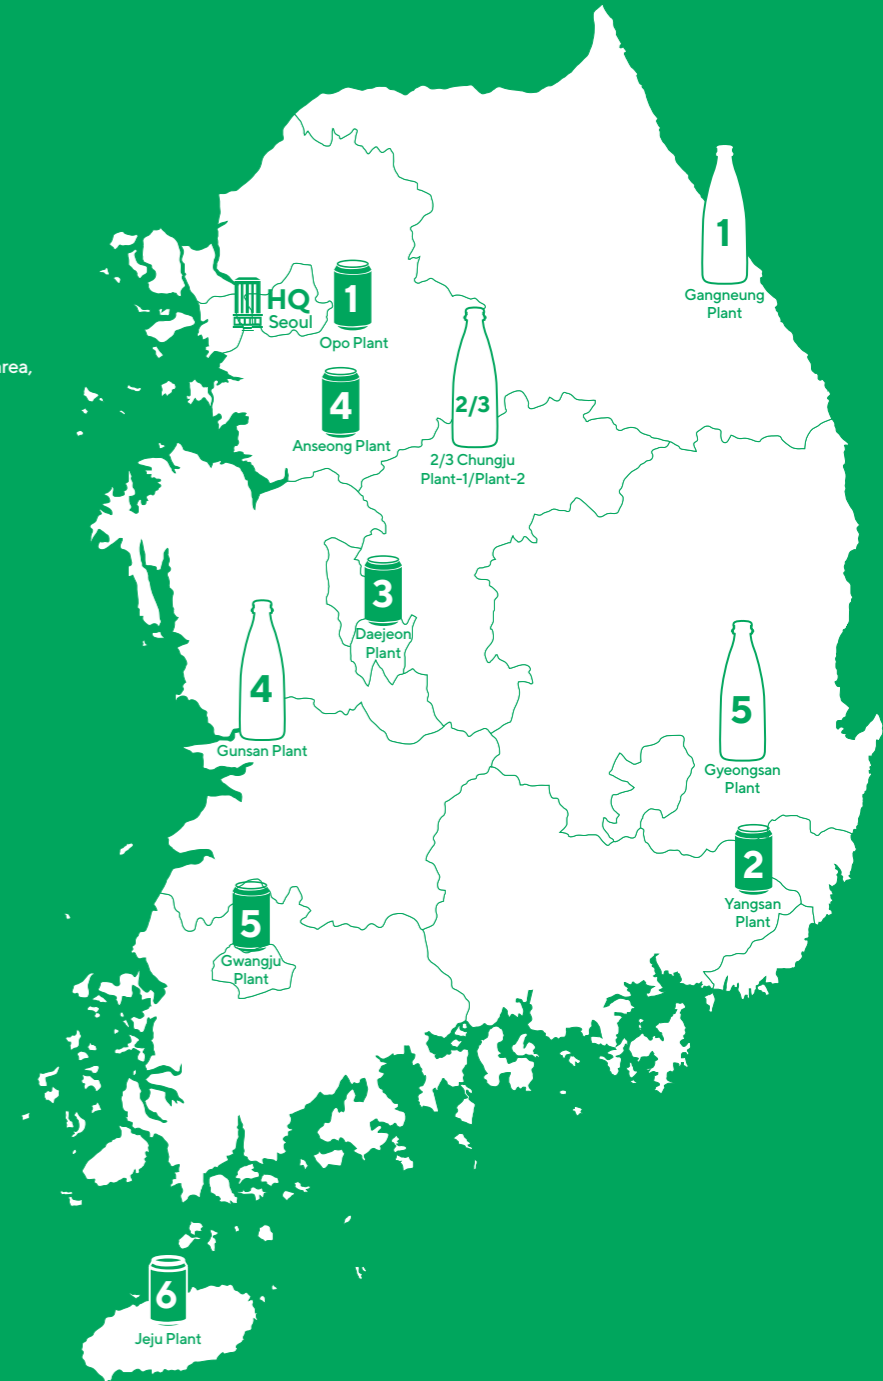 1
Gangneung
Plant
HQ
Seoul
1
Opo Plant
rea,
4
Anseong Plant
2/3
2/3 Chungju
Plant-1/Plant-2
3
Daejeon
Plant
4
Gunsan Plant
5
Gyeongsan
Plant
2
Yangsan
Plant
5
Gwangju
Plant
6
Jeju Plant